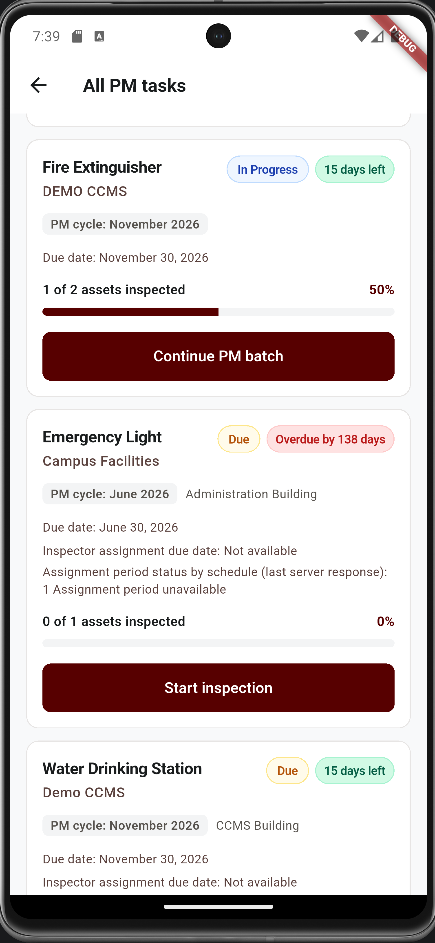 7:39
A
DEBUG
All PM tasks
Fire Extinguisher
In Progress
15 days left
DEMO CCMS
PM cycle: November 2026
Due date: November 30, 2026
1 of 2 assets inspected
50%
Continue PM batch
Emergency Light
Due
Overdue by 138 days
Campus Facilities
PM cycle: June 2026
Administration Building
Due date: June 30, 2026
Inspector assignment due date: Not available
Assignment period status by schedule (last server response):
1 Assignment period unavailable
0 of 1 assets inspected
0%
Start inspection
Water Drinking Station
Due
15 days left
Demo CCMS
PM cycle: November 2026
CCMS Building
Due date: November 30, 2026
Inspector assignment due date: Not available